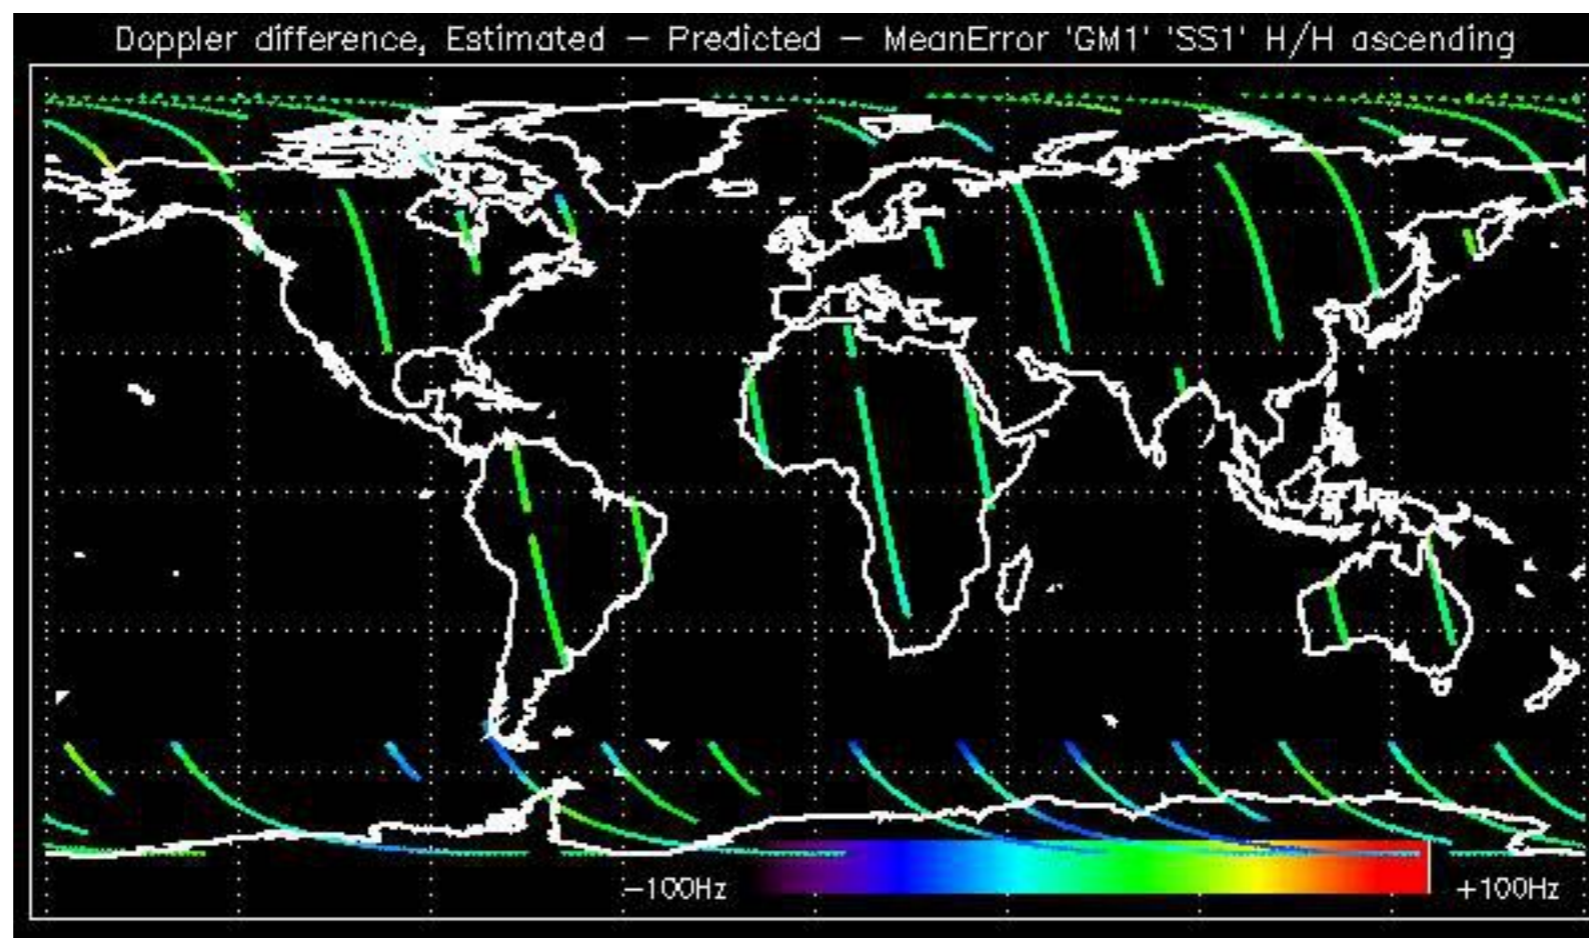 Doppler difference, Estimated – Predicted – MeanError 'GM1' 'SS1' H/H ascending
–100Hz +100Hz